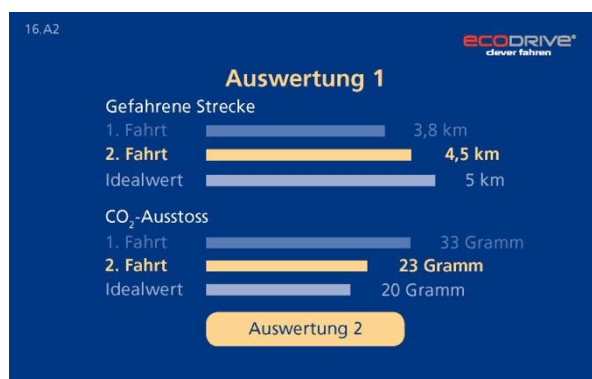 16.A2
ECODRIVE®
clever fahren
Auswertung 1
Gefahrene Strecke
1. Fahrt 3,8 km
2. Fahrt 4,5 km
Idealwert 5 km
CO₂-Ausstoss
1. Fahrt 33 Gramm
2. Fahrt 23 Gramm
Idealwert 20 Gramm
Auswertung 2